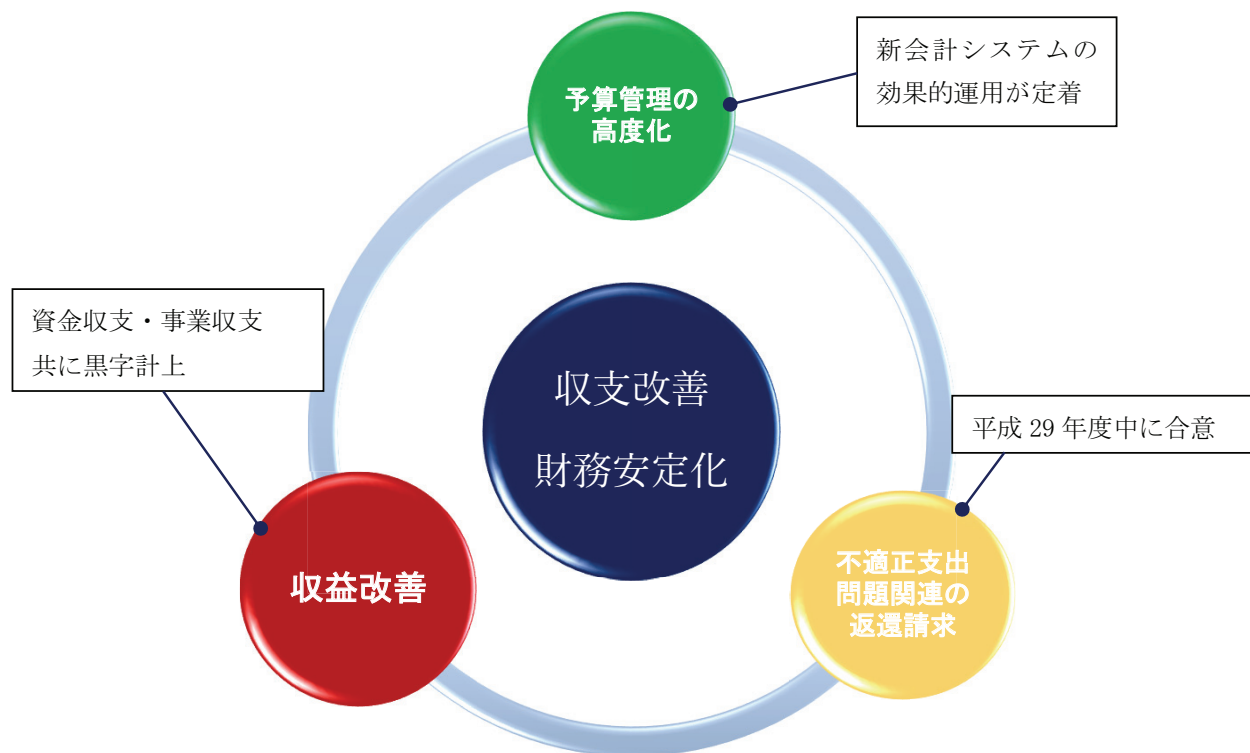 新会計システムの
効果的運用が定着
予算管理の
高度化
資金収支・事業収支
共に黒字計上
収支改善
財務安定化
平成 29 年度中に合意
収益改善
不適正支出
問題関連の
返還請求